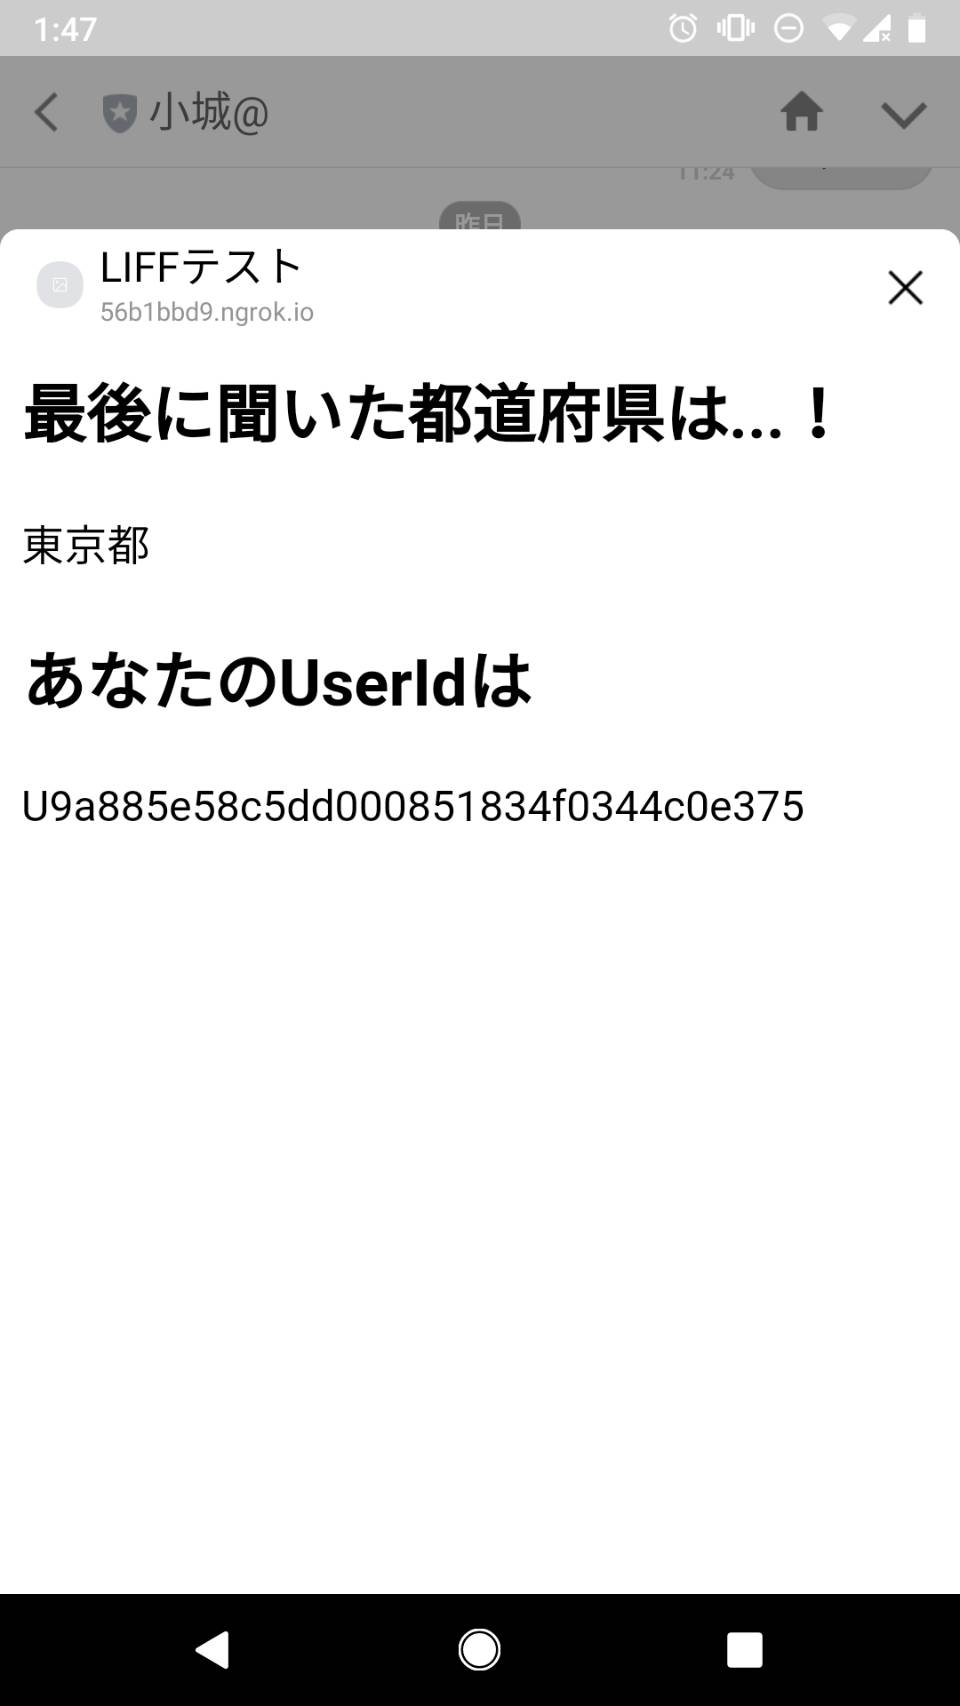 1:47
小城@
11:24
昨日
LIFFテスト
56b1bbd9.ngrok.io
最後に聞いた都道府県は...！
東京都
あなたのUserIdは
U9a885e58c5dd000851834f0344c0e375